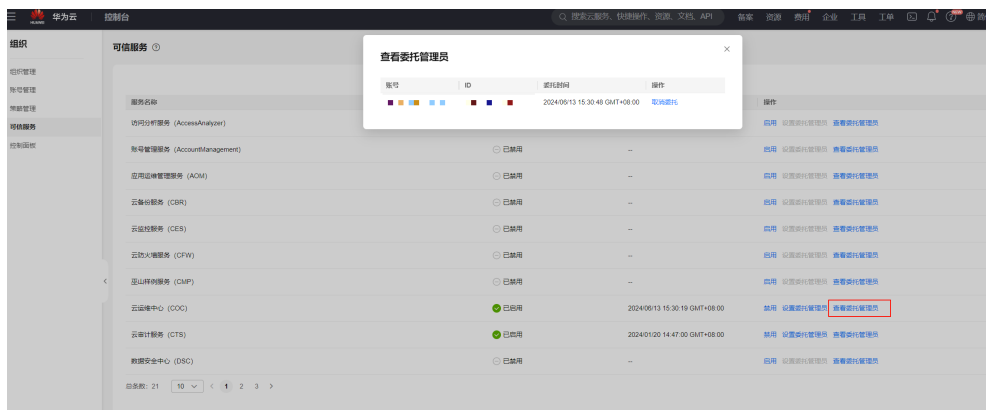 HUAWEI 华为云 控制台 搜索云服务、快捷操作、资源、文档、API 备案 资源 费用 企业 工具 工单 简
组织
组织管理
账号管理
策略管理
可信服务
控制面板
可信服务
查看委托管理员 ×
账号 ID 委托时间 操作
2024/06/13 15:30:48 GMT+08:00 取消委托
服务名称 操作
访问分析服务 (AccessAnalyzer) 启用 设置委托管理员 查看委托管理员
账号管理服务 (AccountManagement) 已禁用 -- 启用 设置委托管理员 查看委托管理员
应用运维管理服务 (AOM) 已禁用 -- 启用 设置委托管理员 查看委托管理员
云备份服务 (CBR) 已禁用 -- 启用 设置委托管理员 查看委托管理员
云监控服务 (CES) 已禁用 -- 启用 设置委托管理员 查看委托管理员
云防火墙服务 (CFW) 已禁用 -- 启用 设置委托管理员 查看委托管理员
巫山样例服务 (CMP) 已禁用 -- 启用 设置委托管理员 查看委托管理员
云运维中心 (COC) 已启用 2024/06/13 15:30:19 GMT+08:00 禁用 设置委托管理员 查看委托管理员
云审计服务 (CTS) 已启用 2024/01/20 14:47:00 GMT+08:00 禁用 设置委托管理员 查看委托管理员
数据安全中心 (DSC) 已禁用 -- 启用 设置委托管理员 查看委托管理员
总条数: 21 10 < 1 2 3 >